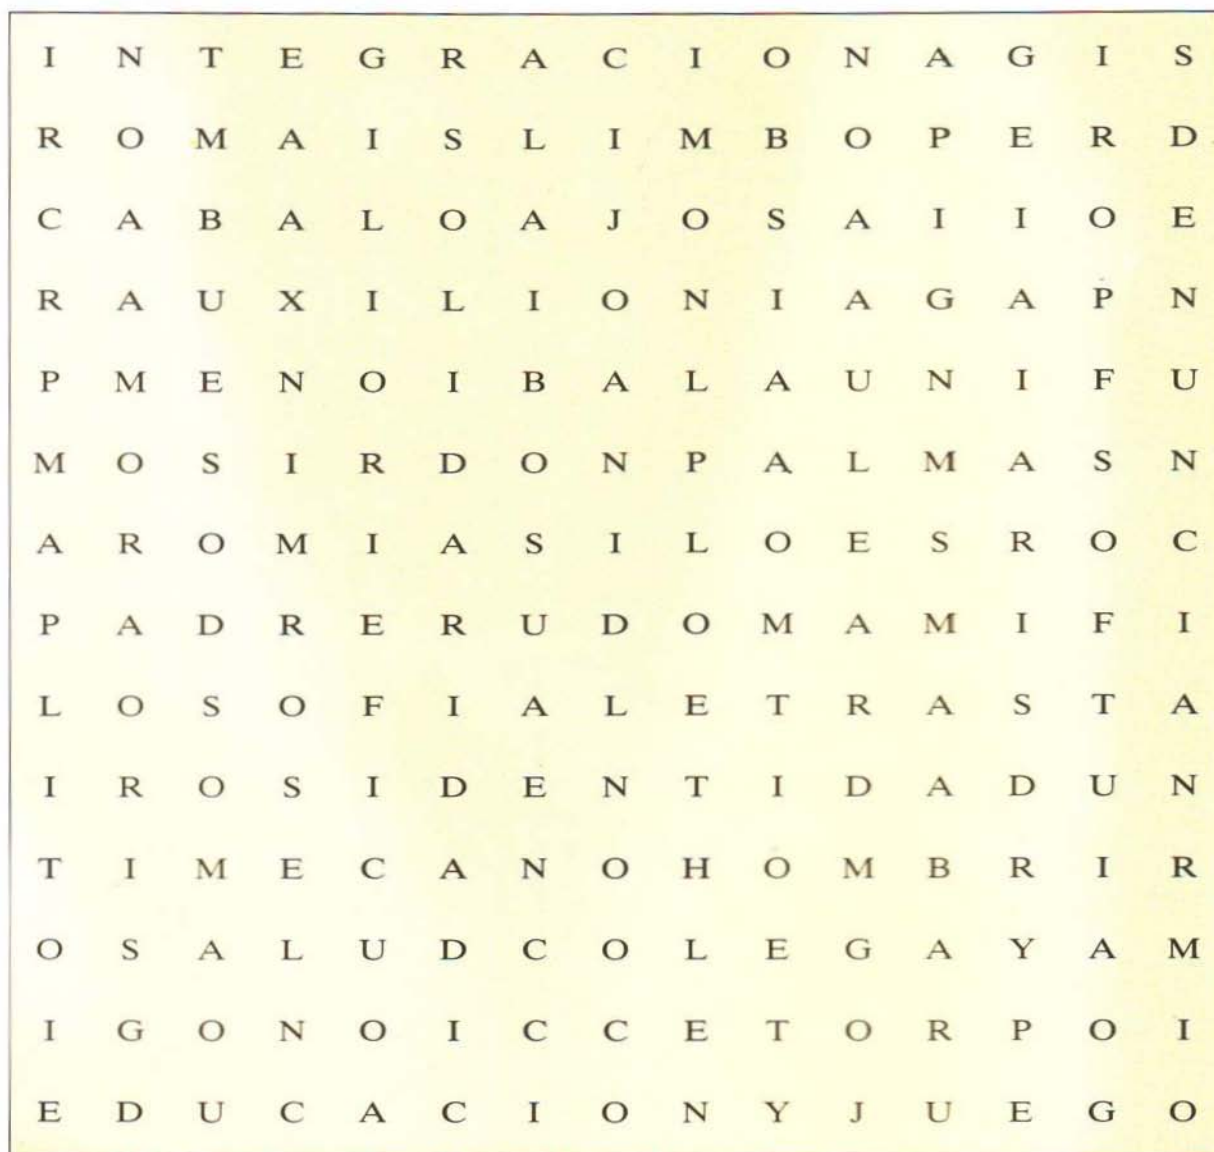 I N T E G R A C I O N A G I S
R O M A I S L I M B O P E R D
C A B A L O A J O S A I I O E
R A U X I L I O N I A G A P N
P M E N O I B A L A U N I F U
M O S I R D O N P A L M A S N
A R O M I A S I L O E S R O C
P A D R E R U D O M A M I F I
L O S O F I A L E T R A S T A
I R O S I D E N T I D A D U N
T I M E C A N O H O M B R I R
O S A L U D C O L E G A Y A M
I G O N O I C C E T O R P O I
E D U C A C I O N Y J U E G O